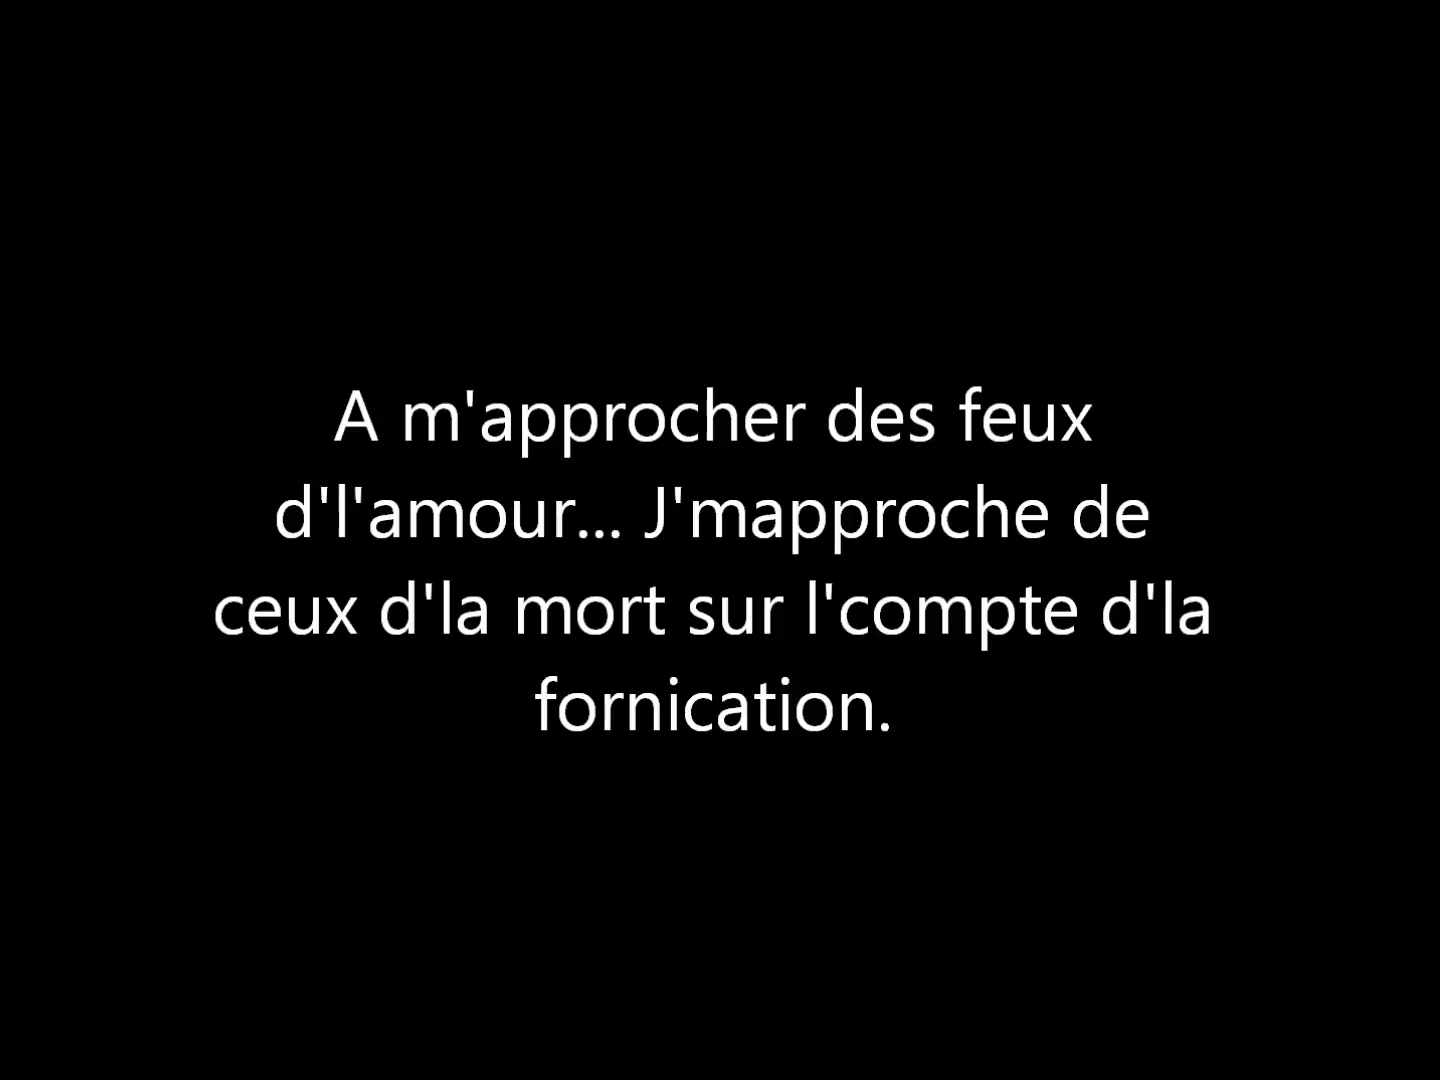 A m'approcher des feux
d'l'amour... J'mapproche de
ceux d'la mort sur l'compte d'la
fornication.